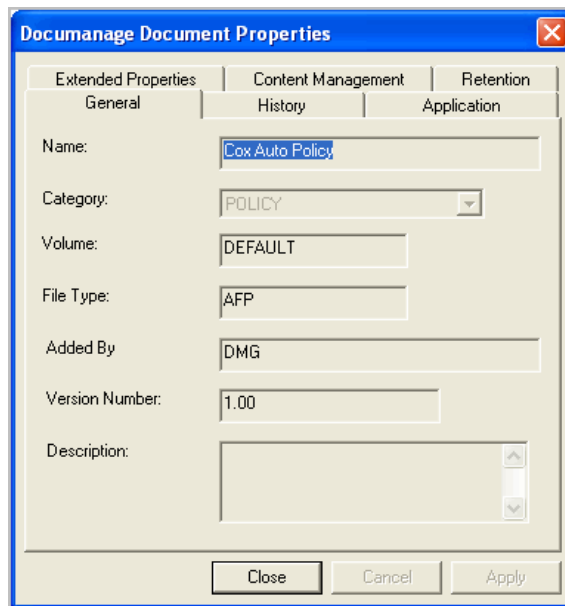 Documanage Document Properties
Extended Properties Content Management Retention
General History Application
Name: Cox Auto Policy
Category: POLICY
Volume: DEFAULT
File Type: AFP
Added By DMG
Version Number: 1.00
Description:
Close Cancel Apply